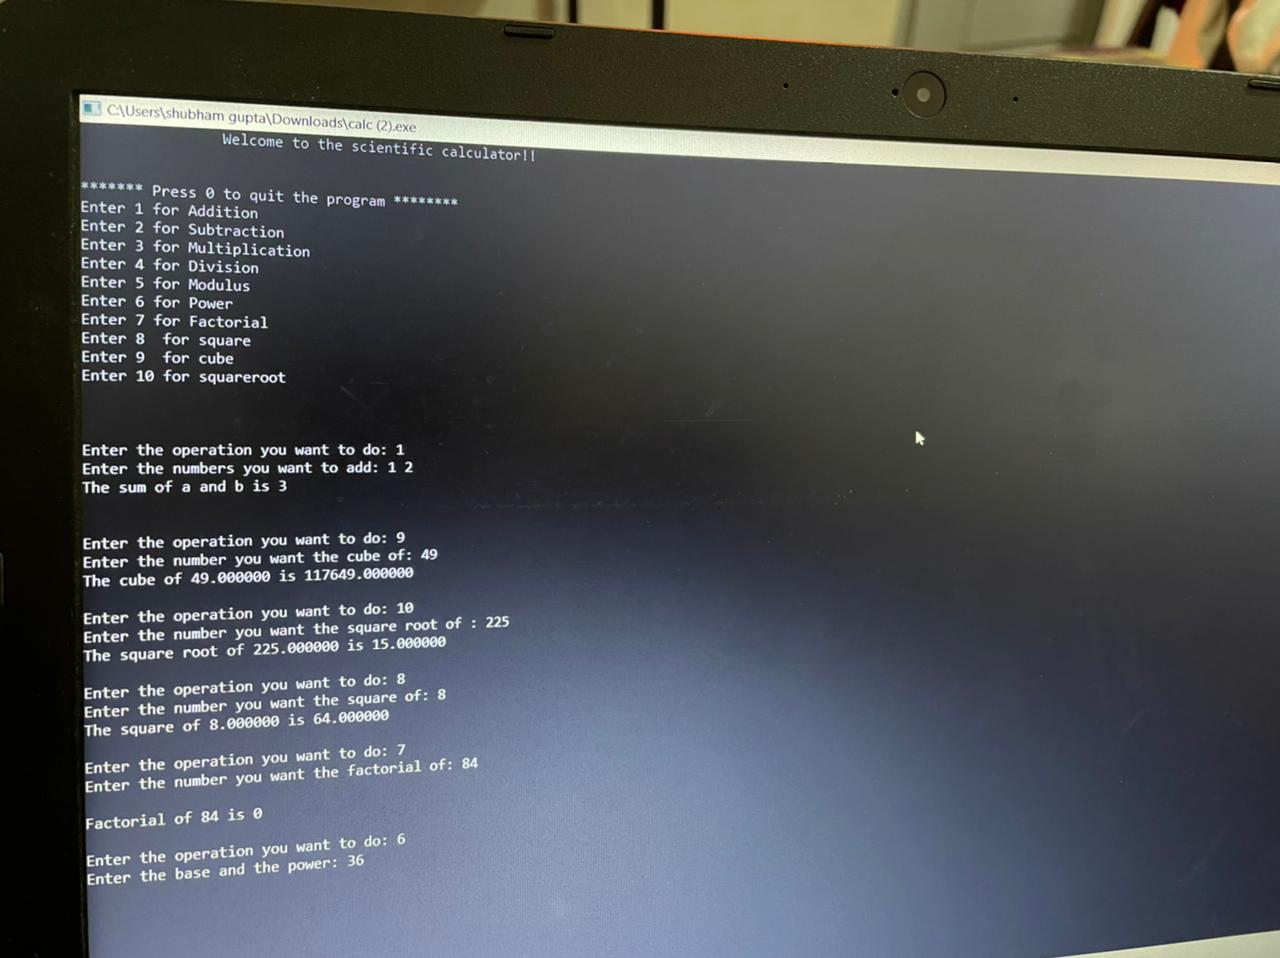 C:\Users\shubham gupta\Downloads\calc (2).exe
Welcome to the scientific calculator!!
******* Press 0 to quit the program ********
Enter 1 for Addition
Enter 2 for Subtraction
Enter 3 for Multiplication
Enter 4 for Division
Enter 5 for Modulus
Enter 6 for Power
Enter 7 for Factorial
Enter 8  for square
Enter 9  for cube
Enter 10 for squareroot
Enter the operation you want to do: 1
Enter the numbers you want to add: 1 2
The sum of a and b is 3
Enter the operation you want to do: 9
Enter the number you want the cube of: 49
The cube of 49.000000 is 117649.000000
Enter the operation you want to do: 10
Enter the number you want the square root of : 225
The square root of 225.000000 is 15.000000
Enter the operation you want to do: 8
Enter the number you want the square of: 8
The square of 8.000000 is 64.000000
Enter the operation you want to do: 7
Enter the number you want the factorial of: 84
Factorial of 84 is 0
Enter the operation you want to do: 6
Enter the base and the power: 36